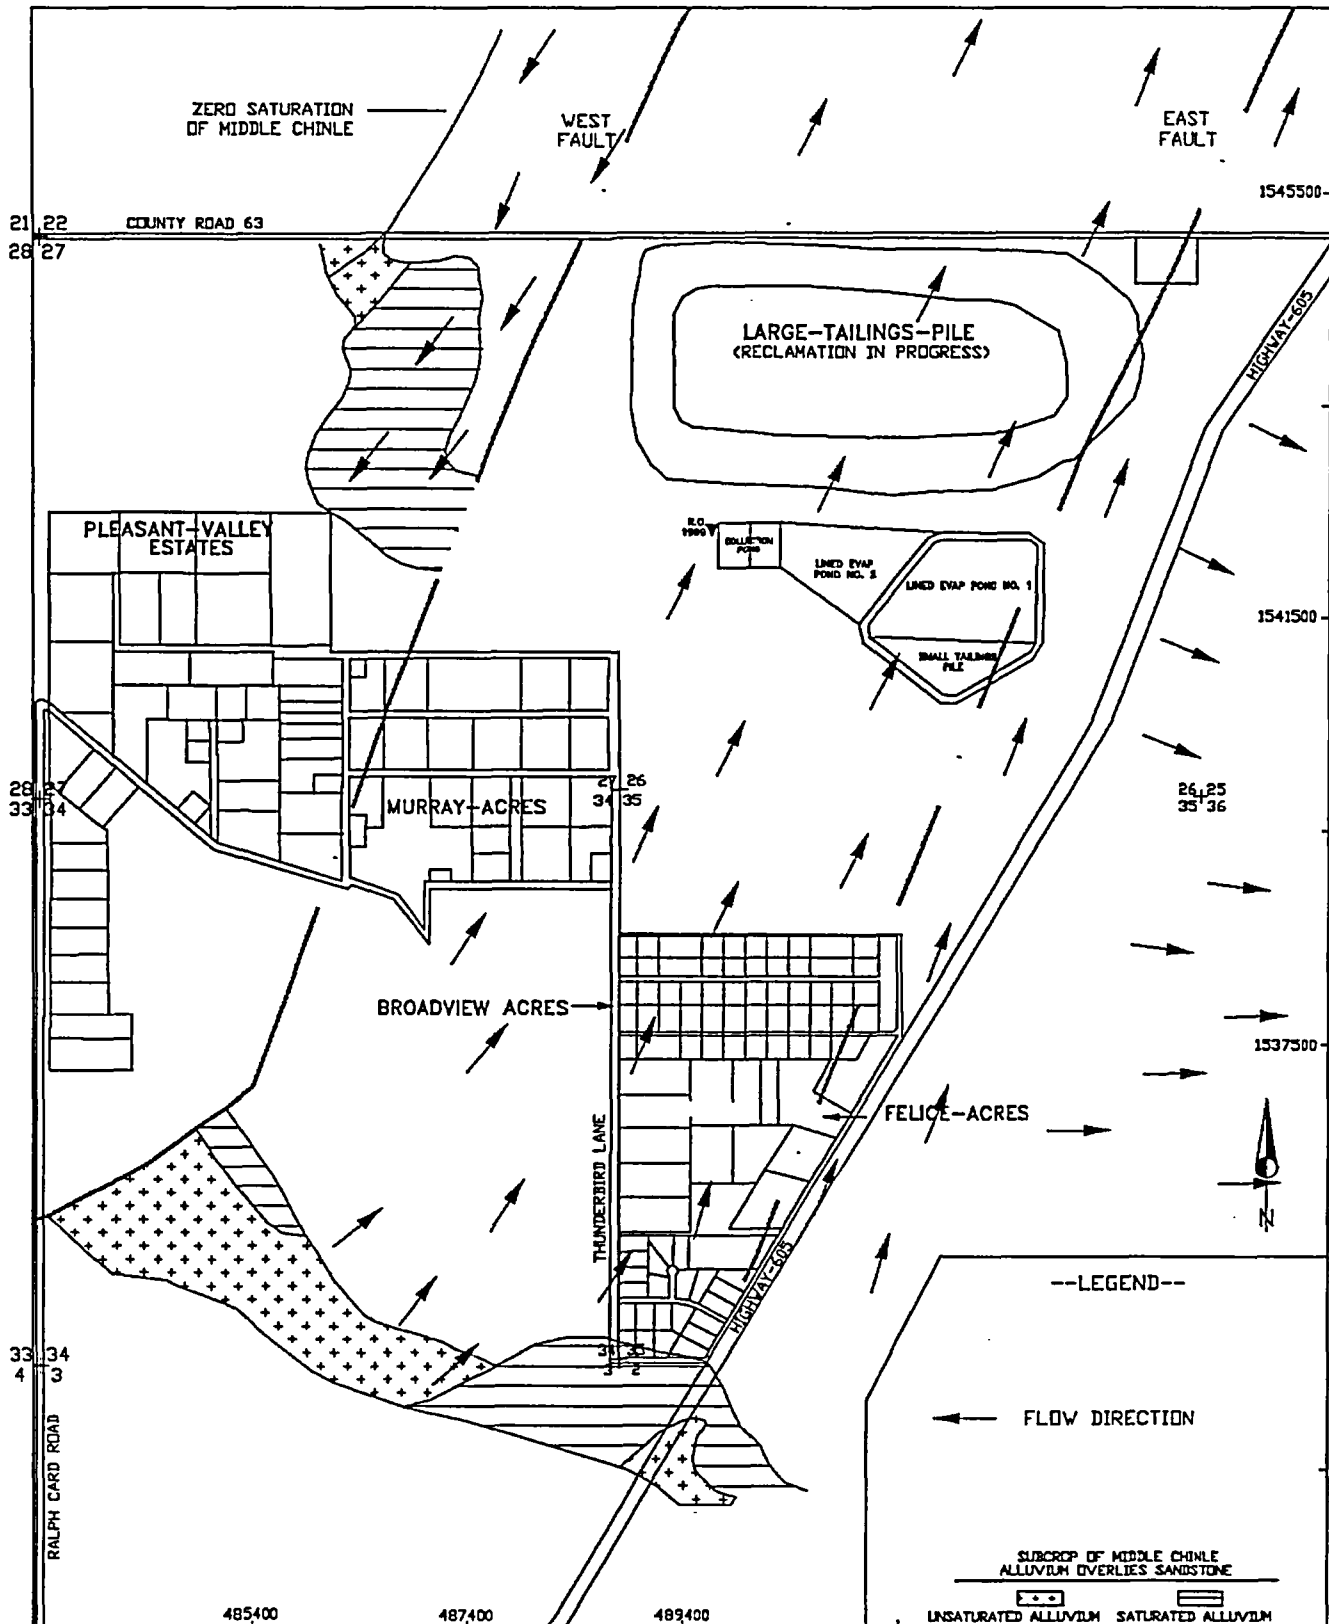 ZERO SATURATION
OF MIDDLE CHINLE
WEST
FAULT
EAST
FAULT
1545500
21 22
28 27
COUNTY ROAD 63
LARGE-TAILINGS-PILE
(RECLAMATION IN PROGRESS)
HIGHWAY-605
PLEASANT-VALLEY
ESTATES
R.O.
COLLECTION
POND
LINED EVAP
POND NO. 2
LINED EVAP POND NO. 1
SMALL TAILINGS
PILE
1541500
28 27
33 34
27 26
34 35
26 25
35 36
MURRAY-ACRES
BROADVIEW ACRES
1537500
FELICE-ACRES
THUNDERBIRD LANE
N
HIGHWAY-605
--LEGEND--
33 34
4 3
34 35
3 2
FLOW DIRECTION
RALPH CARD ROAD
SUBCROP OF MIDDLE CHINLE
ALLUVIUM OVERLIES SANDSTONE
UNSATURATED ALLUVIUM SATURATED ALLUVIUM
485400 487400 489400